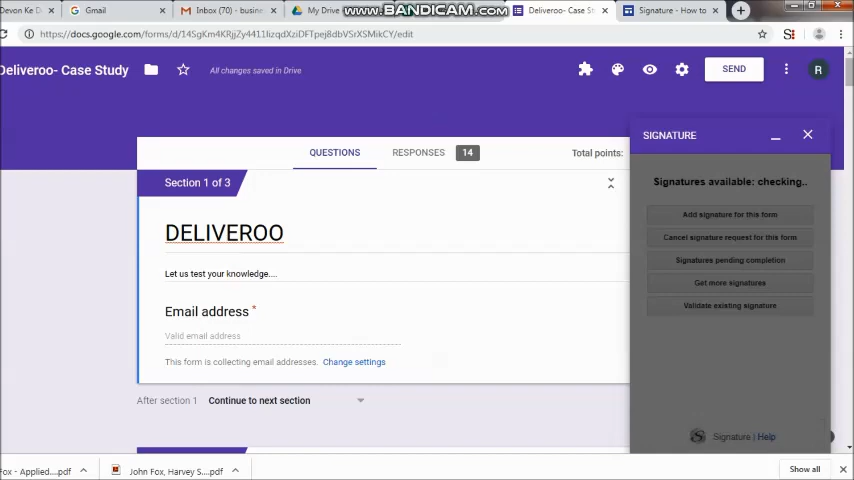 Devon Ke D
Gmail
Inbox (70) - busine
My Drive
www.BANDICAM.com
Deliveroo- Case St
Signature - How to
https://docs.google.com/forms/d/14SgKm4KRjjZy4411lizqdXziDFTpej8dbVSrXSMikCY/edit
Deliveroo- Case Study
All changes saved in Drive
SEND
R
QUESTIONS
RESPONSES 14
Total points:
Section 1 of 3
DELIVEROO
Let us test your knowledge....
Email address *
Valid email address
This form is collecting email addresses. Change settings
After section 1 Continue to next section
SIGNATURE
Signatures available: checking..
Add signature for this form
Cancel signature request for this form
Signatures pending completion
Get more signatures
Validate existing signature
Signature | Help
Fox - Applied....pdf
John Fox, Harvey S....pdf
Show all